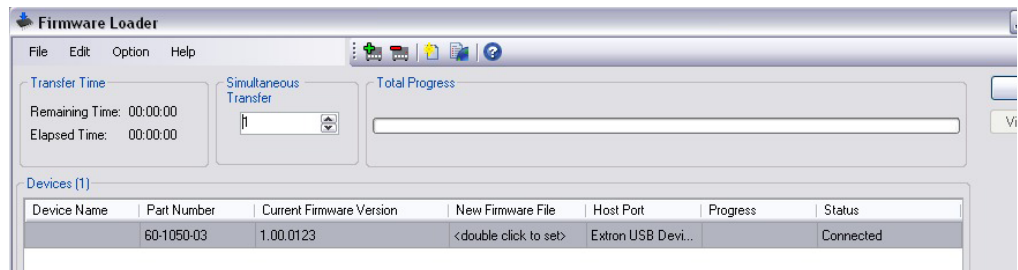 Firmware Loader
File Edit Option Help
Transfer Time
Remaining Time: 00:00:00
Elapsed Time: 00:00:00
Simultaneous
Transfer
1
Total Progress
Vi
Devices (1)
Device Name Part Number Current Firmware Version New Firmware File Host Port Progress Status
60-1050-03 1.00.0123 <double click to set> Extron USB Devi... Connected